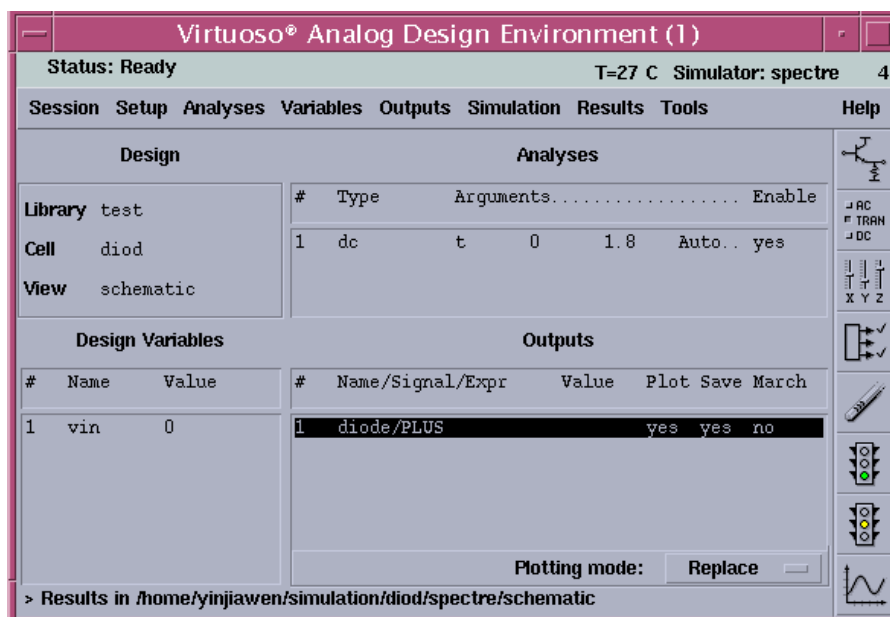 Virtuoso® Analog Design Environment (1)
Status: Ready T=27 C Simulator: spectre 4
Session Setup Analyses Variables Outputs Simulation Results Tools Help
Design
Library test
Cell diod
View schematic
Analyses
# Type Arguments................... Enable
1 dc t 0 1.8 Auto.. yes
Design Variables
# Name Value
1 vin 0
Outputs
# Name/Signal/Expr Value Plot Save March
1 diode/PLUS yes yes no
Plotting mode: Replace
> Results in /home/yinjiawen/simulation/diod/spectre/schematic
AC
TRAN
DC
X Y Z